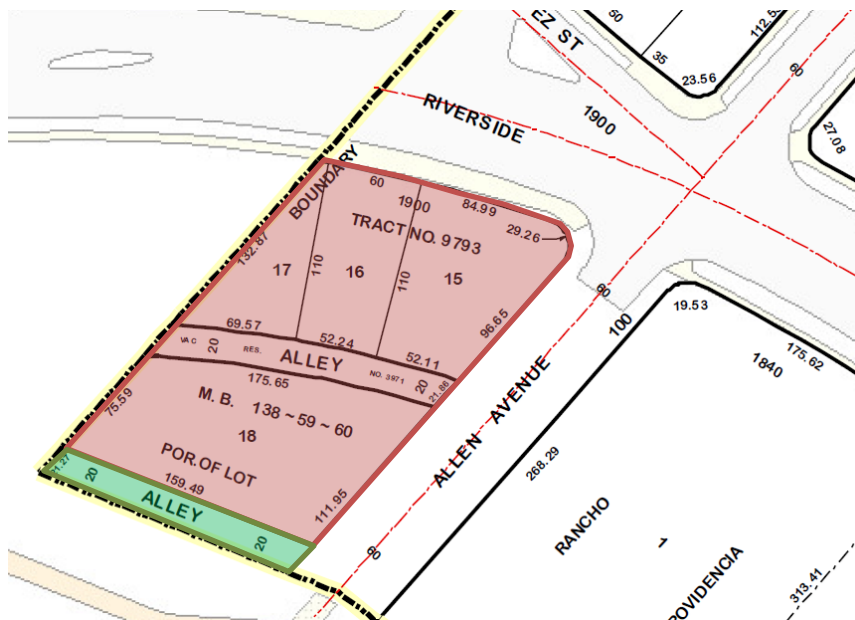 50
EZ ST
35
23.56
112.5
60
RIVERSIDE
1900
27.08
BOUNDARY
60
1900
84.99
29.26
TRACT NO. 9793
132.87
110
110
17
16
15
60
96.65
100
19.53
175.62
1840
69.57
52.24
52.11
VAC
20
RES.
ALLEY
NO. 3971
20
21.86
175.65
75.59
M. B. 138 ~ 59 ~ 60
18
POR. OF LOT
159.49
111.95
21.27
20
ALLEY
20
ALLEN AVENUE
60
268.29
RANCHO
1
PROVIDENCIA
313.41